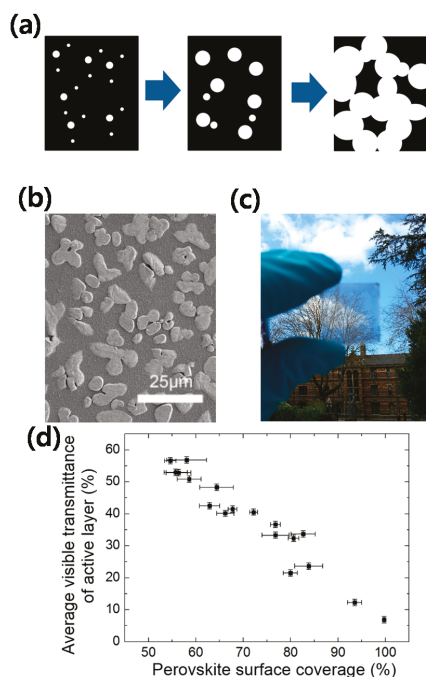 (a)
(b)
(c)
25μm
(d)
Average visible transmittance
of active layer (%)
60
50
40
30
20
10
0
50
60
70
80
90
100
Perovskite surface coverage (%)